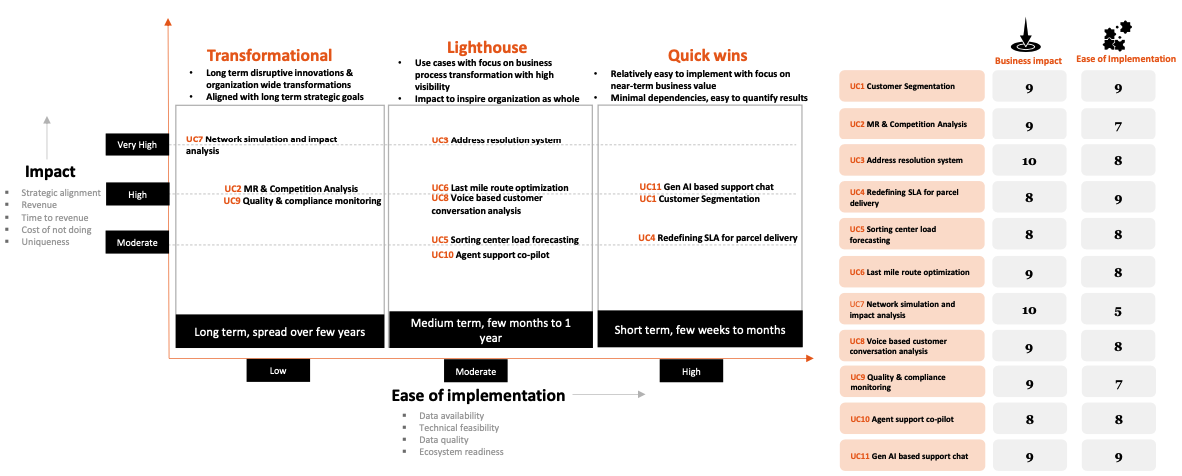 Transformational
• Long term disruptive innovations &
organization wide transformations
• Aligned with long term strategic goals
Lighthouse
• Use cases with focus on business
process transformation with high
visibility
• Impact to inspire organization as whole
Quick wins
• Relatively easy to implement with focus on
near-term business value
• Minimal dependencies, easy to quantify results
Impact
▪ Strategic alignment
▪ Revenue
▪ Time to revenue
▪ Cost of not doing
▪ Uniqueness
Very High
High
Moderate
UC7 Network simulation and impact
analysis
UC2 MR & Competition Analysis
UC9 Quality & compliance monitoring
Long term, spread over few years
UC3 Address resolution system
UC6 Last mile route optimization
UC8 Voice based customer
conversation analysis
UC5 Sorting center load forecasting
UC10 Agent support co-pilot
Medium term, few months to 1
year
UC11 Gen AI based support chat
UC1 Customer Segmentation
UC4 Redefining SLA for parcel delivery
Short term, few weeks to months
Low
Moderate
High
Ease of implementation
▪ Data availability
▪ Technical feasibility
▪ Data quality
▪ Ecosystem readiness
Business impact
Ease of Implementation
UC1 Customer Segmentation 9 9
UC2 MR & Competition Analysis 9 7
UC3 Address resolution system 10 8
UC4 Redefining SLA for parcel
delivery 8 9
UC5 Sorting center load
forecasting 8 8
UC6 Last mile route optimization 9 8
UC7 Network simulation and
impact analysis 10 5
UC8 Voice based customer
conversation analysis 9 8
UC9 Quality & compliance
monitoring 9 7
UC10 Agent support co-pilot 8 8
UC11 Gen AI based support chat 9 9